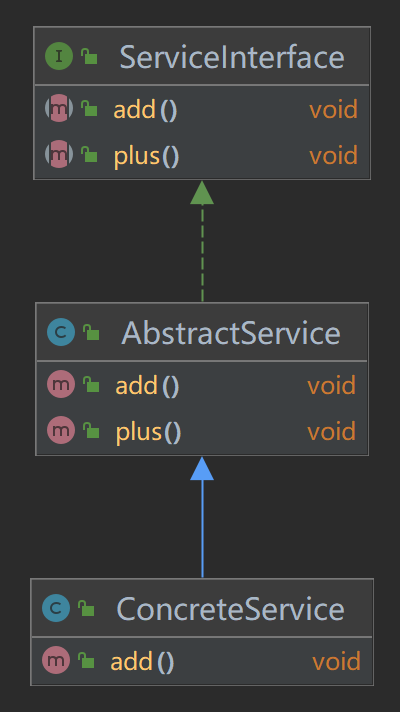 I ServiceInterface
m add() void
m plus() void
C AbstractService
m add() void
m plus() void
C ConcreteService
m add() void